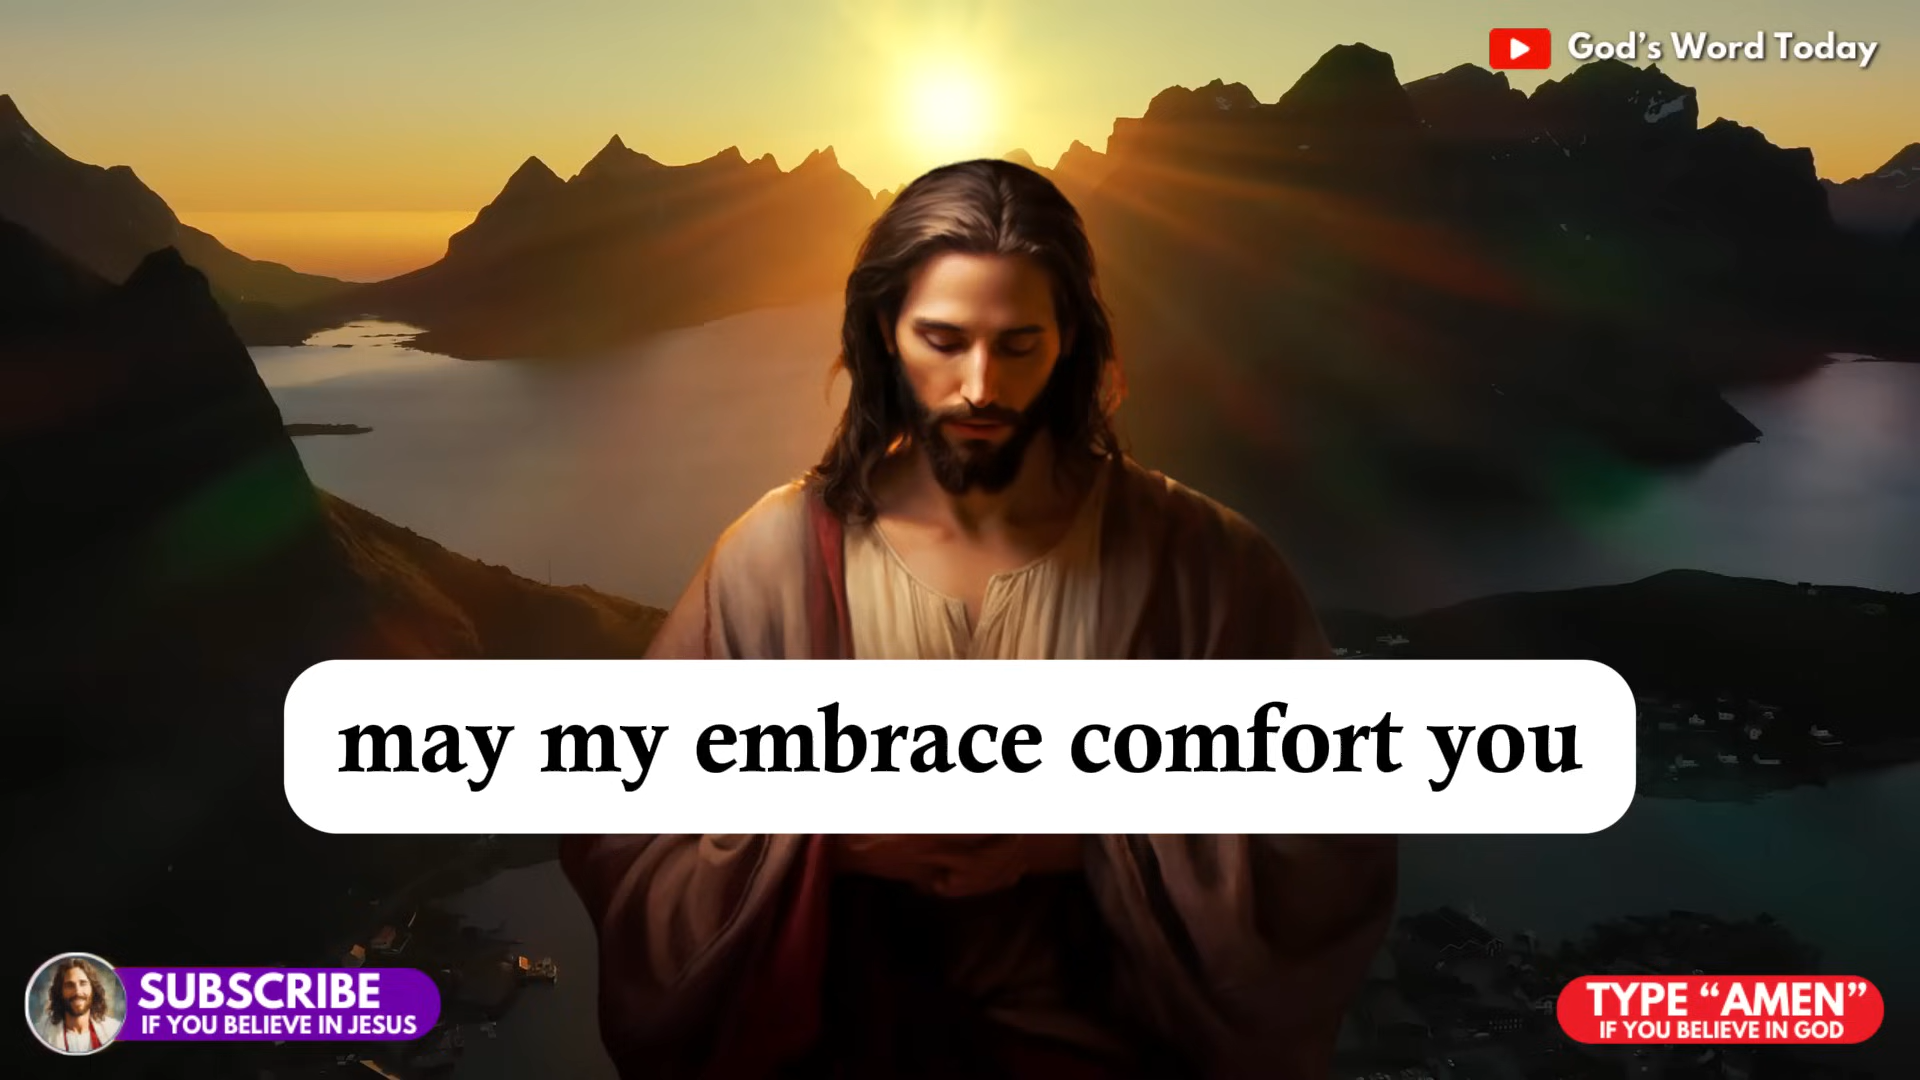 God's Word Today
may my embrace comfort you
SUBSCRIBE
IF YOU BELIEVE IN JESUS
TYPE “AMEN”
IF YOU BELIEVE IN GOD